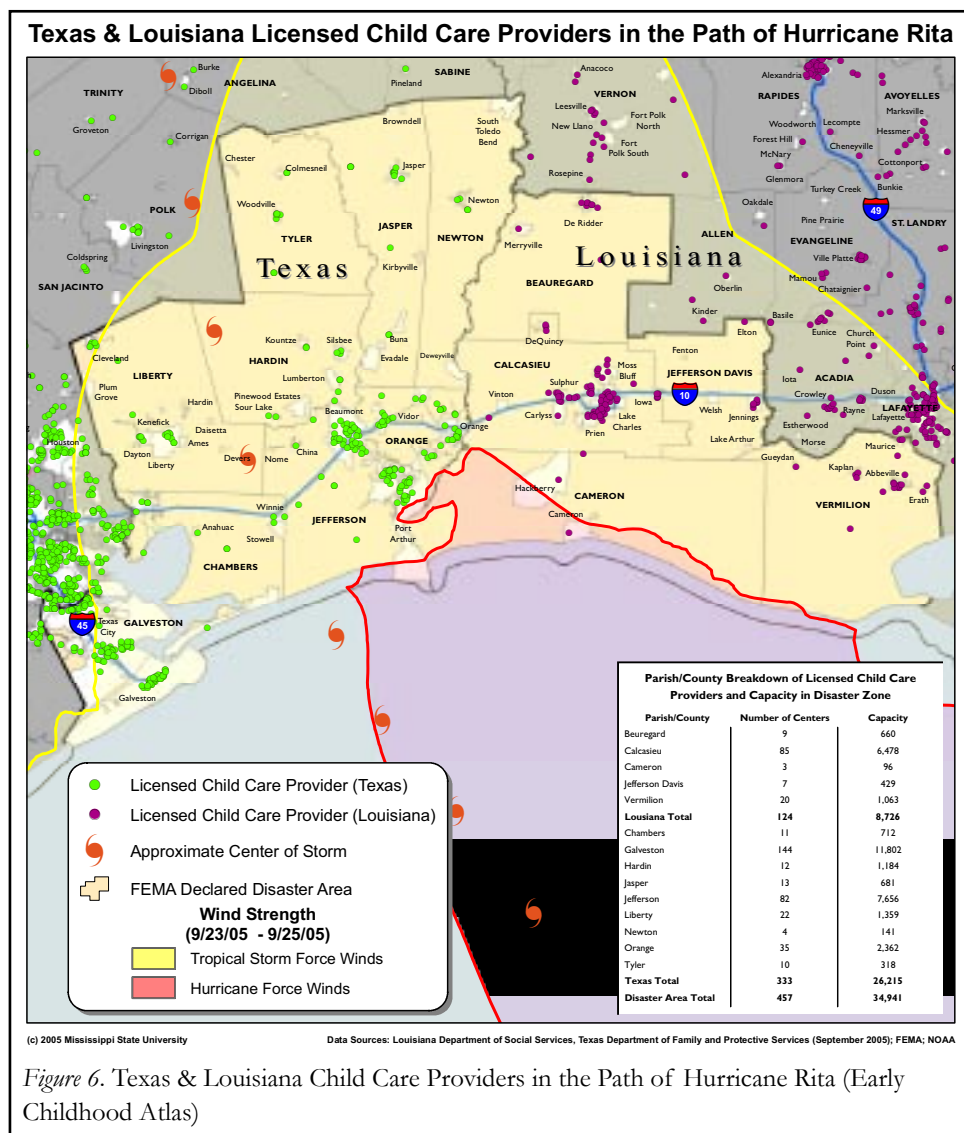 Texas & Louisiana Licensed Child Care Providers in the Path of Hurricane Rita
Burke
Diboll
ANGELINA
SABINE
Pineland
Anacoco
VERNON
Alexandria
RAPIDES
AVOYELLES
Marksville
TRINITY
Groveton
Corrigan
Browndell
South
Toledo
Bend
Leesville
New Llano
Fort Polk
North
Fort
Polk South
Woodworth
Lecompte
Forest Hill
McNary
Cheneyville
Hessmer
Cottonport
Chester
Colmesneil
Jasper
Rosepine
Glenmora
Bunkie
Turkey Creek
POLK
Woodville
Newton
De Ridder
Oakdale
49
Livingston
TYLER
JASPER
NEWTON
Merryville
ALLEN
Pine Prairie
ST. LANDRY
EVANGELINE
Coldspring
Texas
Kirbyville
Louisiana
Ville Platte
SAN JACINTO
BEAUREGARD
Oberlin
Mamou
Chataignier
Kinder
Basile
Elton
Eunice
Church
Point
Cleveland
Kountze
Silsbee
Buna
Evadale
Deweyville
DeQuincy
Fenton
LIBERTY
HARDIN
CALCASIEU
Moss
Bluff
JEFFERSON DAVIS
ACADIA
Iota
Plum
Grove
Lumberton
Hardin
Pinewood Estates
Sour Lake
Beaumont
Vidor
Vinton
Sulphur
Iowa
10
Crowley
Duson
LAFAYETTE
Kenefick
Daisetta
Ames
Carlyss
Lake
Charles
Welsh
Jennings
Rayne
Lafayette
Houston
Dayton
Liberty
Devers
Nome
China
ORANGE
Orange
Prien
Lake Arthur
Estherwood
Morse
Maurice
Gueydan
Kaplan
Abbeville
Erath
Hackberry
CAMERON
VERMILION
Winnie
Anahuac
Stowell
JEFFERSON
Port
Arthur
Cameron
CHAMBERS
45
Texas
City
GALVESTON
Galveston
Parish/County Breakdown of Licensed Child Care
Providers and Capacity in Disaster Zone
Parish/County Number of Centers Capacity
Beuregard 9 660
Calcasieu 85 6,478
Cameron 3 96
Jefferson Davis 7 429
Vermilion 20 1,063
Lousiana Total 124 8,726
Chambers 11 712
Galveston 144 11,802
Hardin 12 1,184
Jasper 13 681
Jefferson 82 7,656
Liberty 22 1,359
Newton 4 141
Orange 35 2,362
Tyler 10 318
Texas Total 333 26,215
Disaster Area Total 457 34,941
Licensed Child Care Provider (Texas)
Licensed Child Care Provider (Louisiana)
Approximate Center of Storm
FEMA Declared Disaster Area
Wind Strength
(9/23/05 - 9/25/05)
Tropical Storm Force Winds
Hurricane Force Winds
(c) 2005 Mississippi State University Data Sources: Louisiana Department of Social Services, Texas Department of Family and Protective Services (September 2005); FEMA; NOAA
Figure 6. Texas & Louisiana Child Care Providers in the Path of Hurricane Rita (Early
Childhood Atlas)